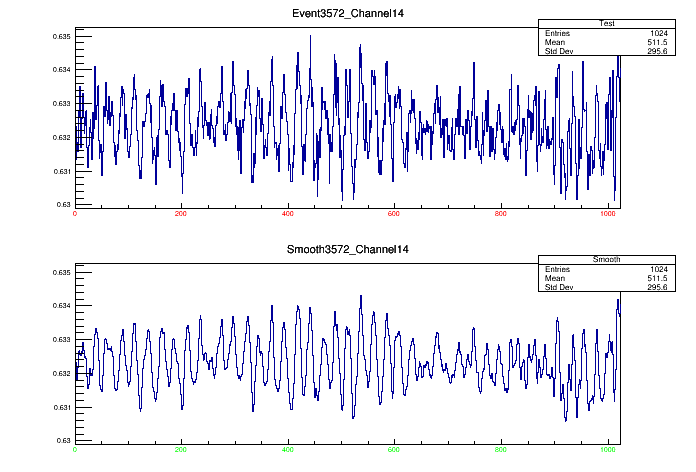 Event3572_Channel14
Test
Entries 1024
Mean 511.5
Std Dev 295.6
0.635
0.634
0.633
0.632
0.631
0.63
0 200 400 600 800 1000
Smooth3572_Channel14
Smooth
Entries 1024
Mean 511.5
Std Dev 295.6
0.635
0.634
0.633
0.632
0.631
0.63
0 200 400 600 800 1000